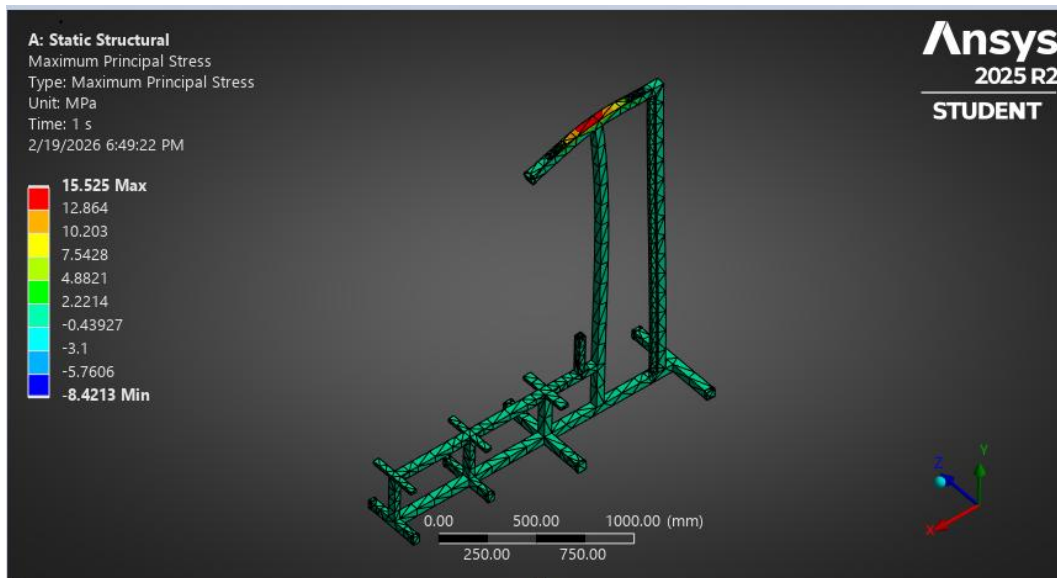 A: Static Structural
Maximum Principal Stress
Type: Maximum Principal Stress
Unit: MPa
Time: 1 s
2/19/2026 6:49:22 PM
15.525 Max
12.864
10.203
7.5428
4.8821
2.2214
-0.43927
-3.1
-5.7606
-8.4213 Min
Ansys
2025 R2
STUDENT
0.00 500.00 1000.00 (mm)
250.00 750.00
Y
Z
X